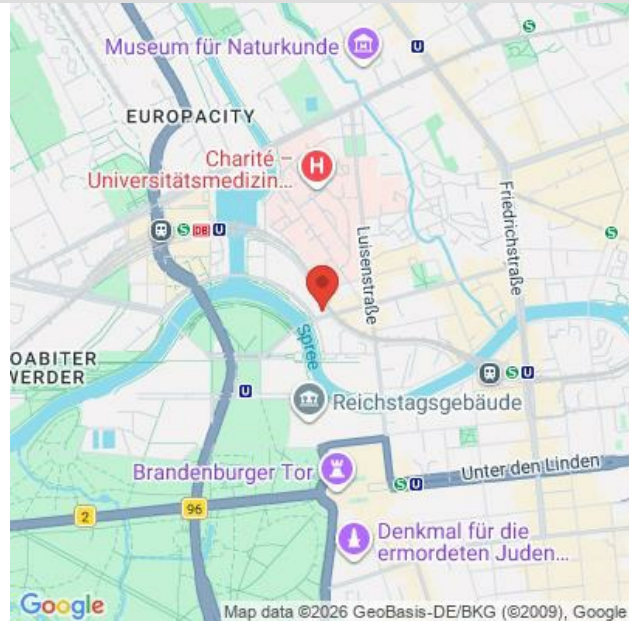 Museum für Naturkunde
U
S
EUROPACITY
Charité –
Universitätsmedizin...
H
Friedrichstraße
Luisenstraße
S DB U
S
Spree
OABITER
WERDER
S U
U
Reichstagsgebäude
Brandenburger Tor
Unter den Linden
S U
96
2
Denkmal für die
ermordeten Juden...
Google
Map data ©2026 GeoBasis-DE/BKG (©2009), Google